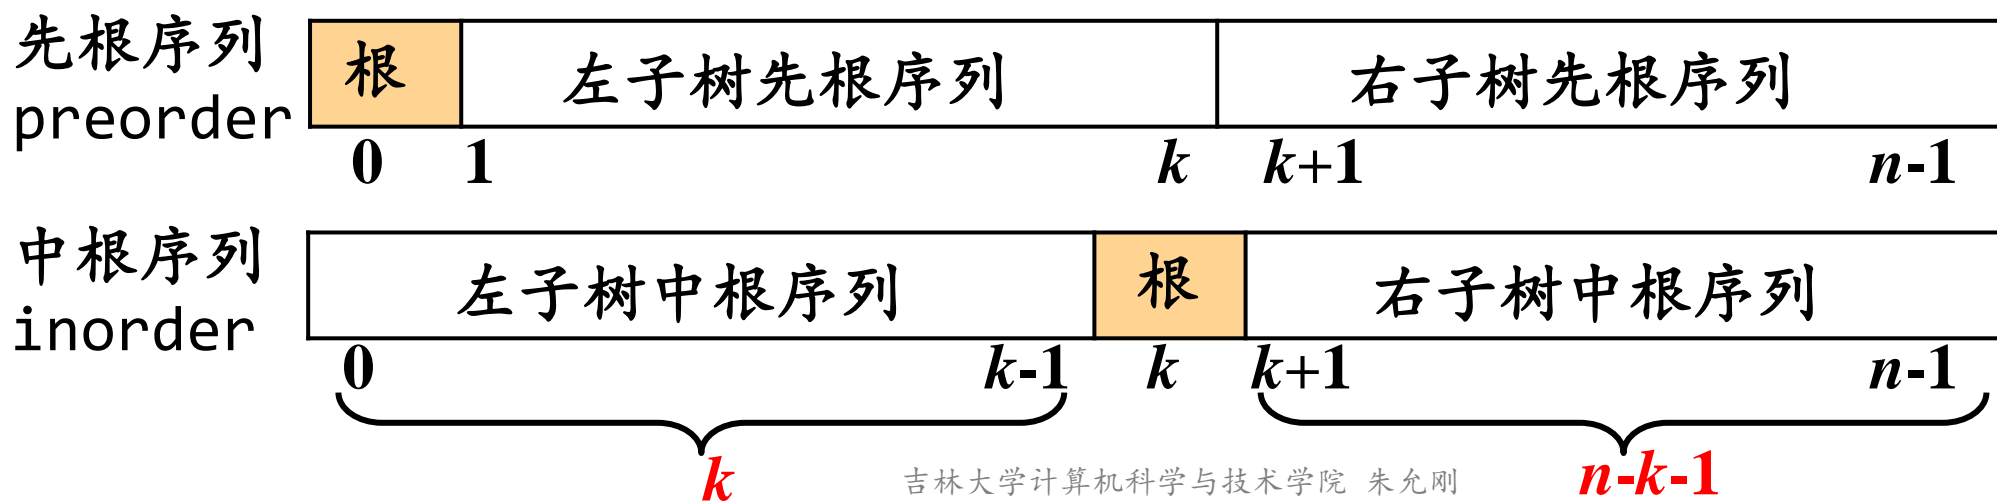 先根序列 根 左子树先根序列 右子树先根序列
preorder
0 1 k k+1 n-1
中根序列 左子树中根序列 根 右子树中根序列
inorder
0 k-1 k k+1 n-1
k 吉林大学计算机科学与技术学院 朱允刚 n-k-1